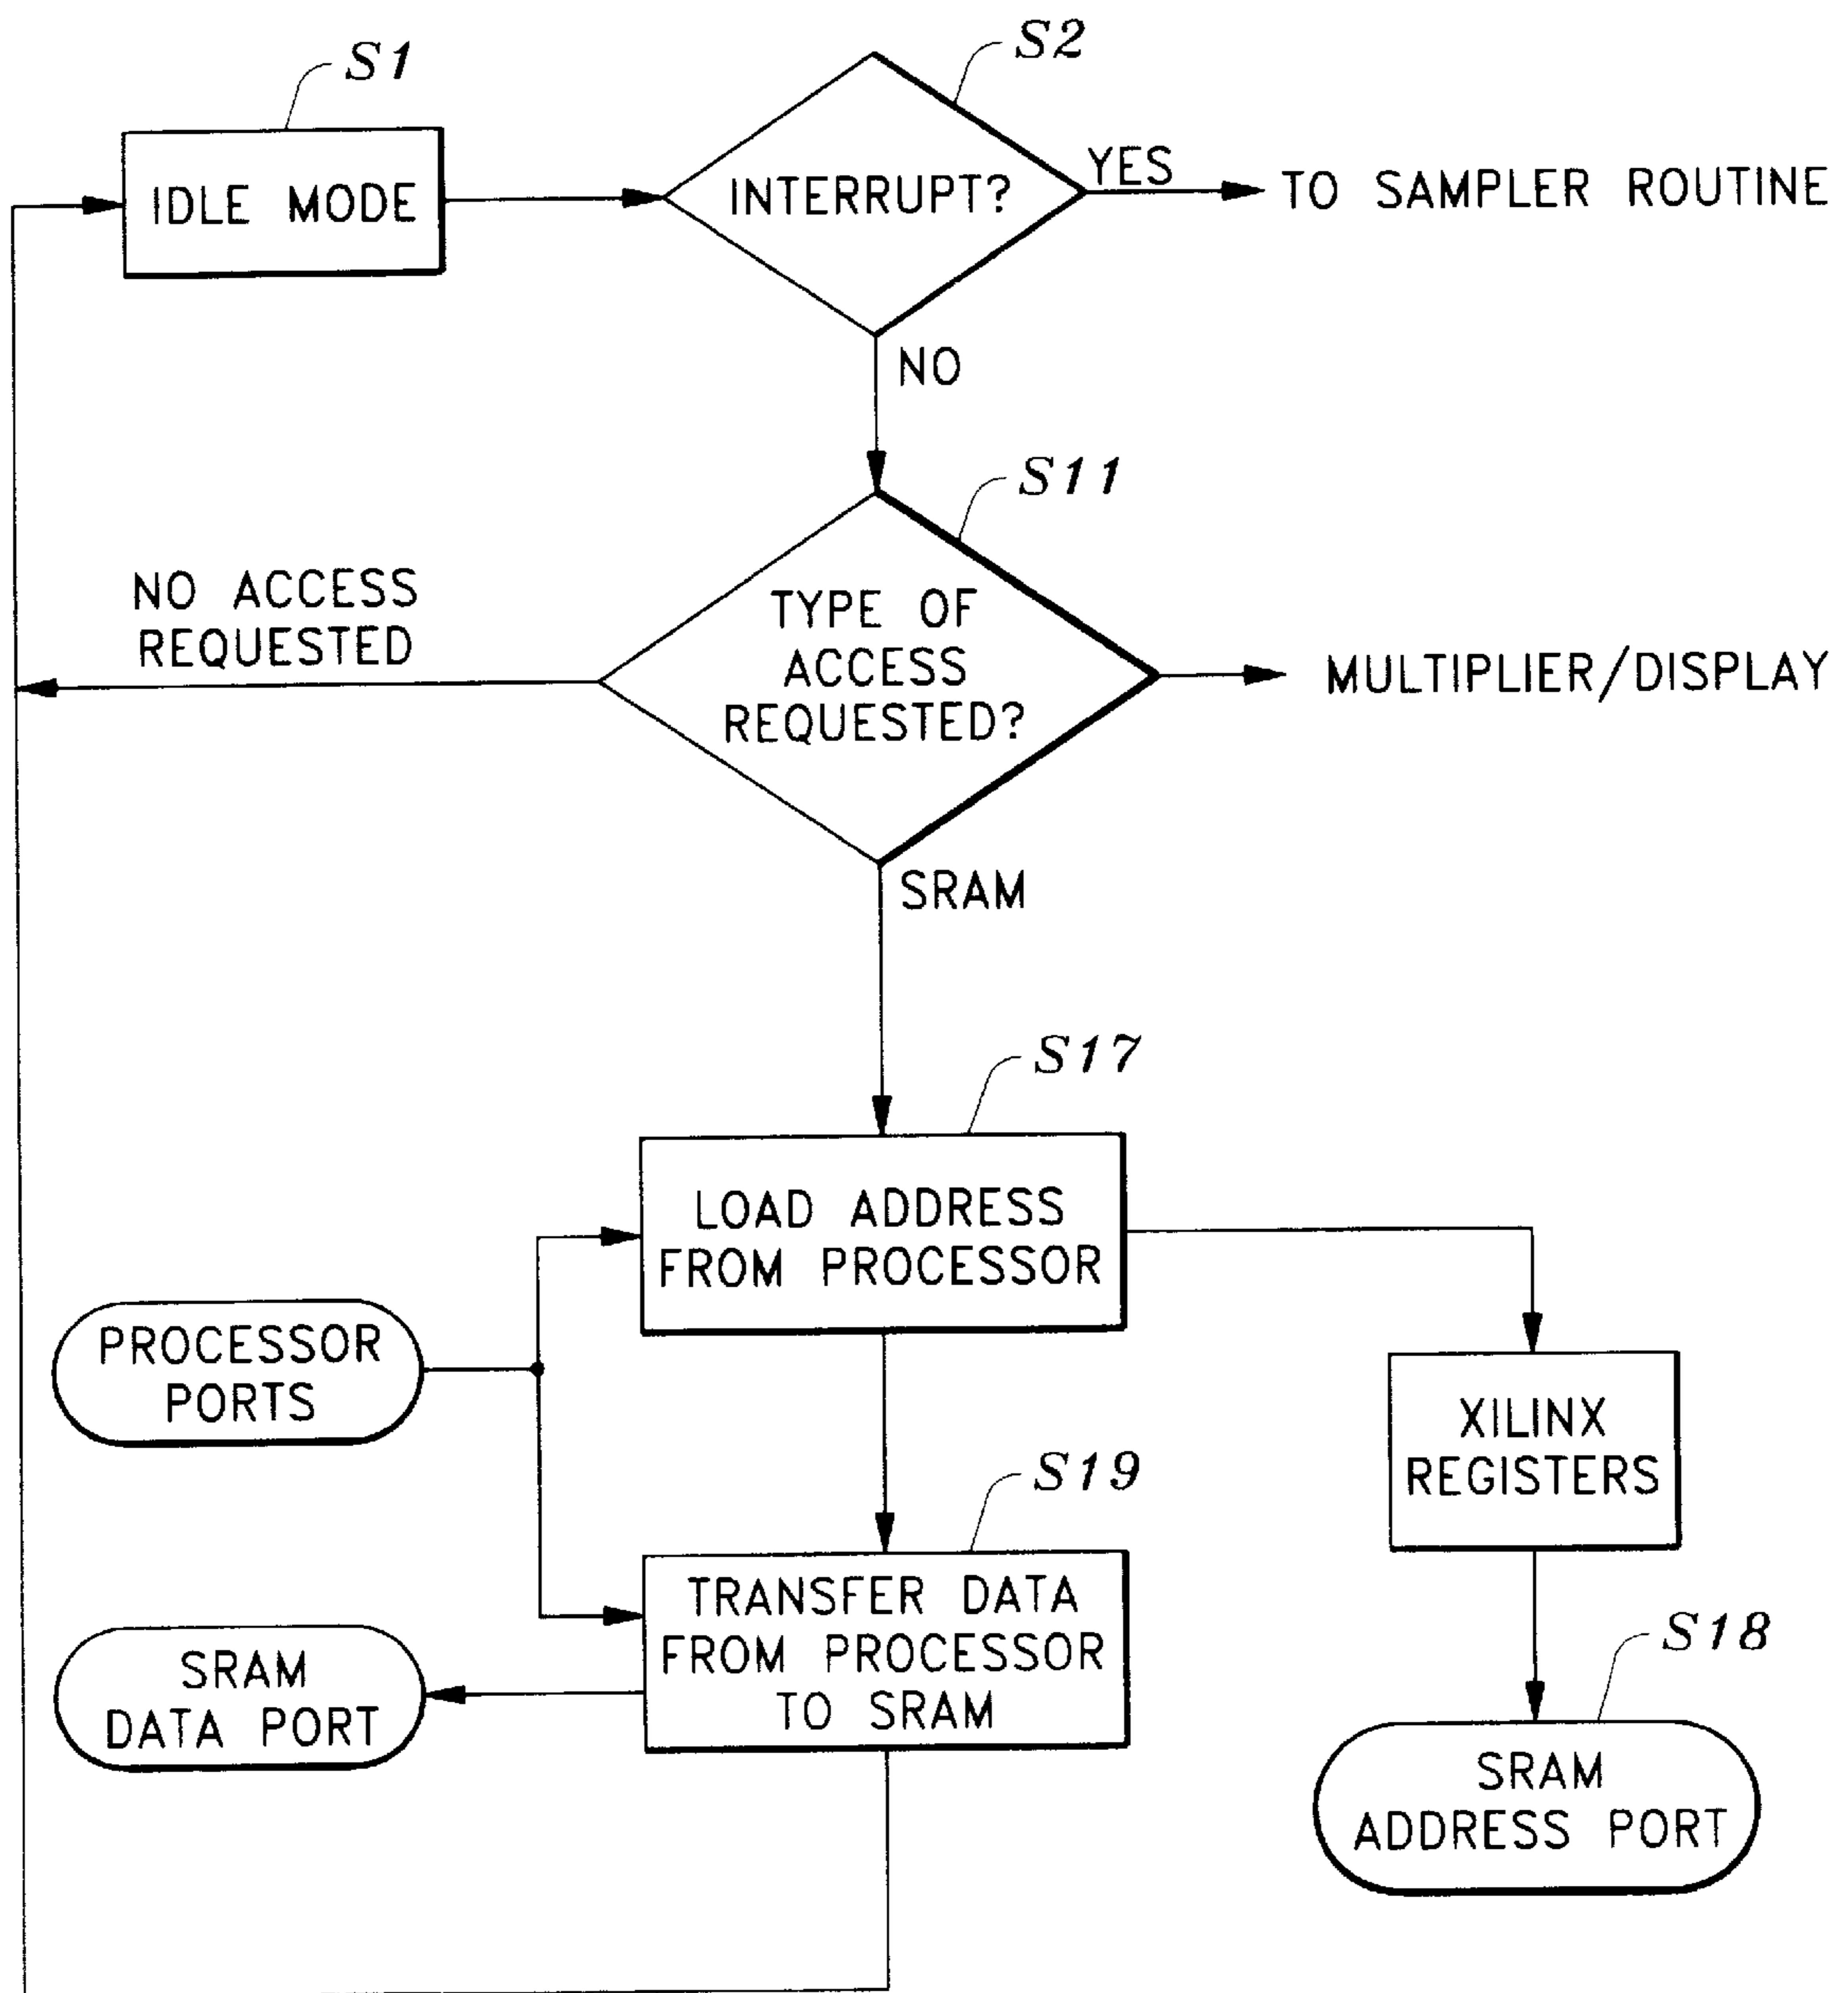 S1
S2
IDLE MODE
INTERRUPT?
YES
TO SAMPLER ROUTINE
NO
S11
NO ACCESS
REQUESTED
TYPE OF
ACCESS
REQUESTED?
MULTIPLIER/DISPLAY
SRAM
S17
LOAD ADDRESS
FROM PROCESSOR
PROCESSOR
PORTS
XILINX
REGISTERS
S19
TRANSFER DATA
FROM PROCESSOR
TO SRAM
SRAM
DATA PORT
S18
SRAM
ADDRESS PORT